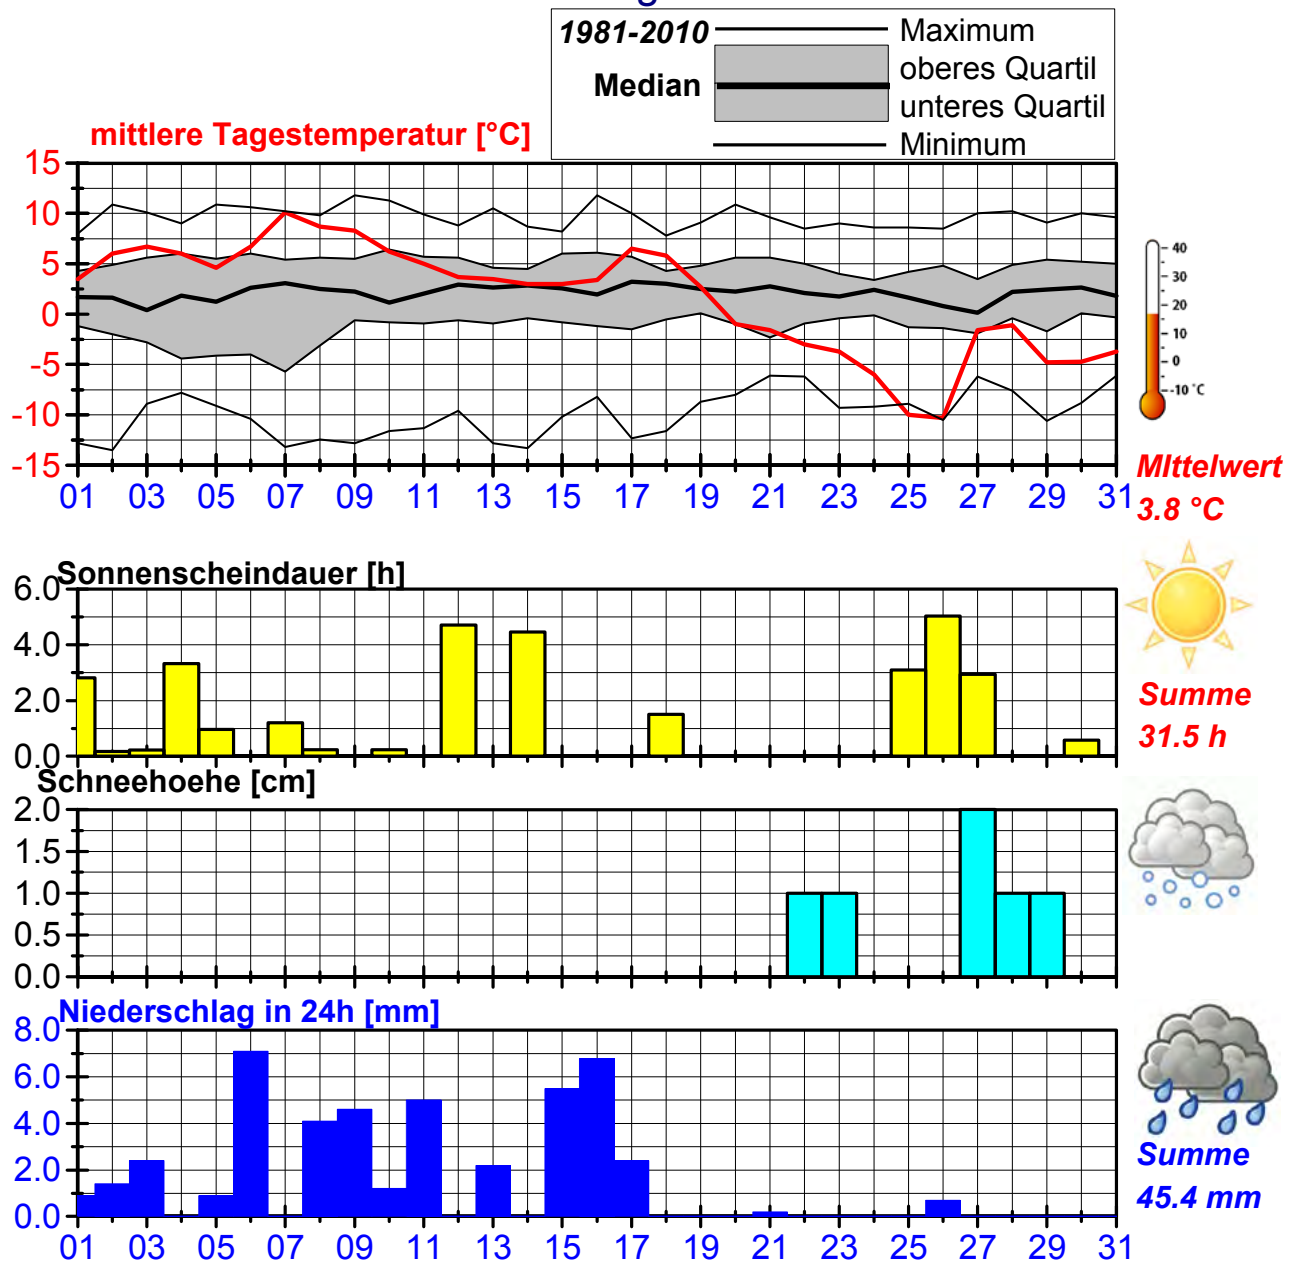 1981-2010
Maximum
oberes Quartil
Median
unteres Quartil
Minimum
mittlere Tagestemperatur [°C]
15
10
5
0
-5
-10
-15
01 03 05 07 09 11 13 15 17 19 21 23 25 27 29 31
40
30
20
10
0
-10 °C
MIttelwert
3.8 °C
Sonnenscheindauer [h]
6.0
4.0
2.0
0.0
Summe
31.5 h
Schneehoehe [cm]
2.0
1.5
1.0
0.5
0.0
Niederschlag in 24h [mm]
8.0
6.0
4.0
2.0
0.0
01 03 05 07 09 11 13 15 17 19 21 23 25 27 29 31
Summe
45.4 mm